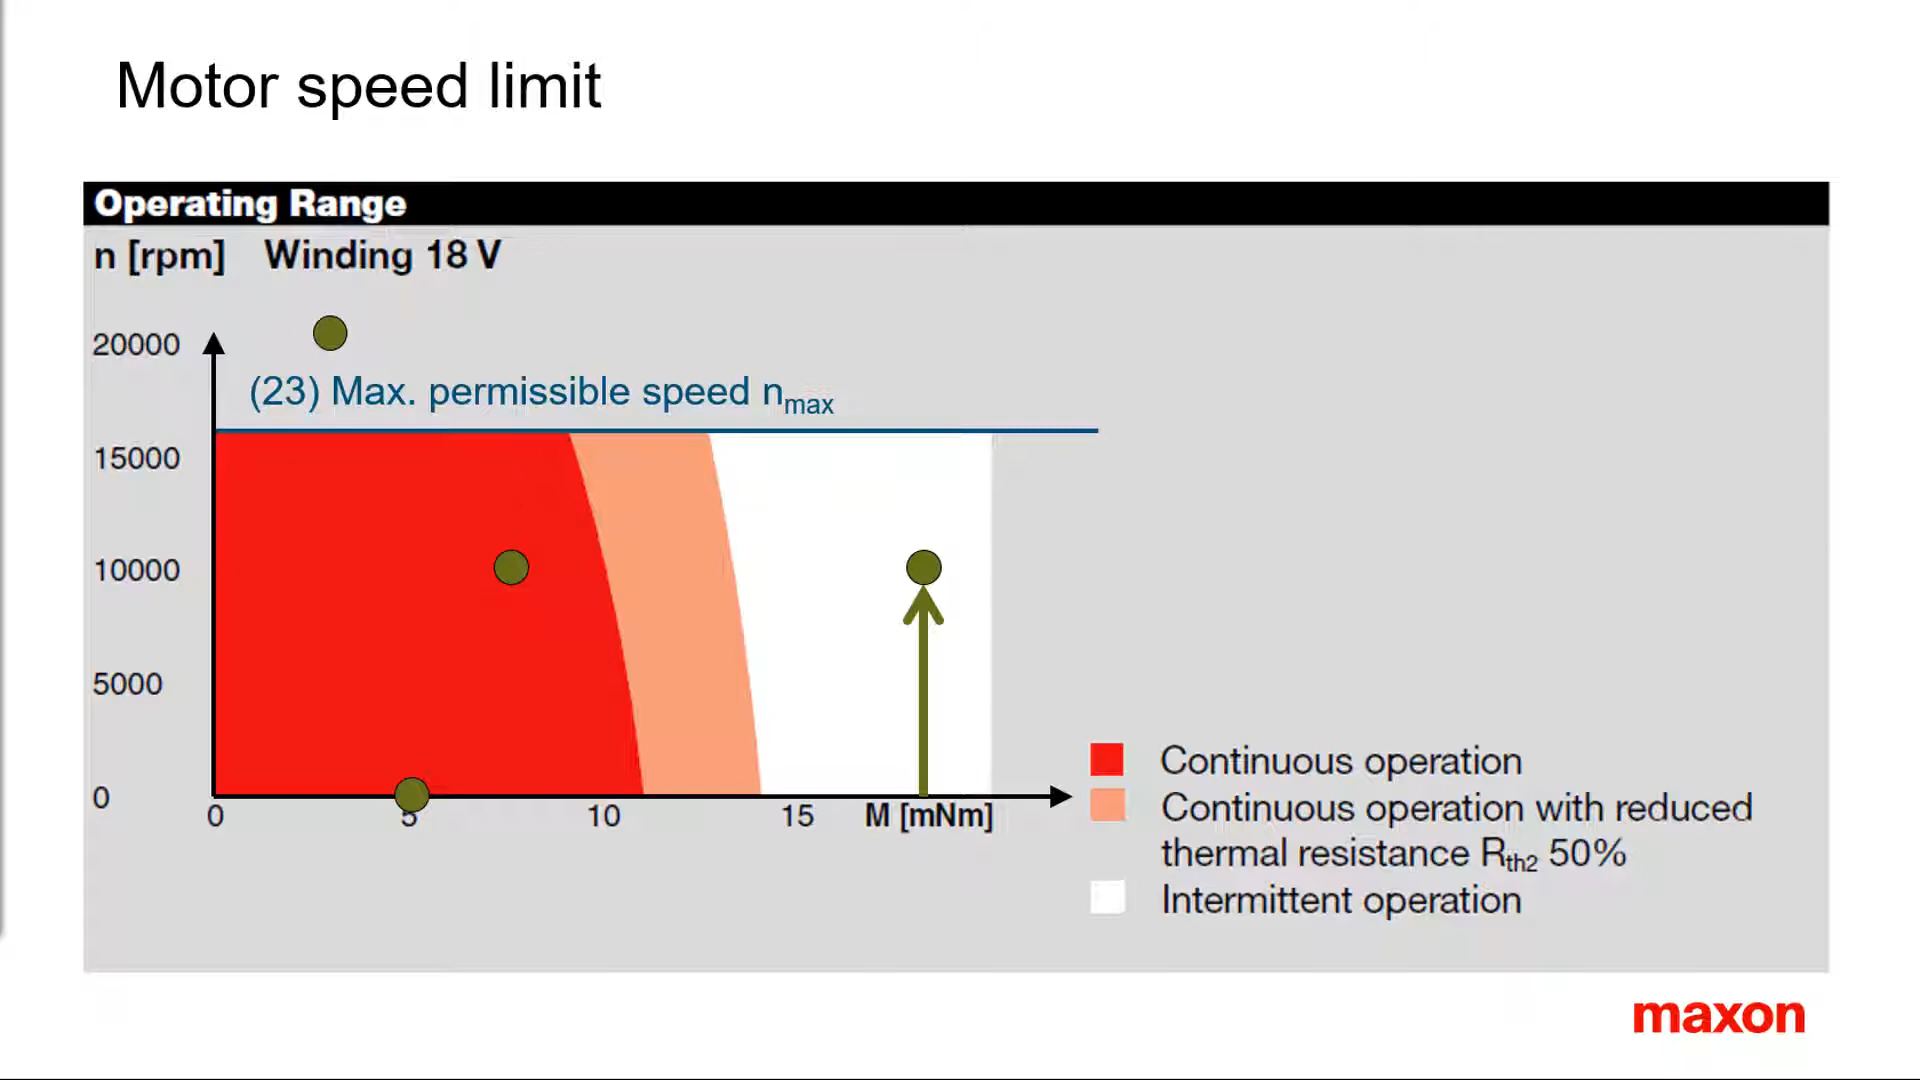 Motor speed limit
Operating Range
n [rpm] Winding 18 V
20000
(23) Max. permissible speed nmax
15000
10000
5000
0
0 5 10 15 M [mNm]
Continuous operation
Continuous operation with reduced
thermal resistance Rth2 50%
Intermittent operation
maxon